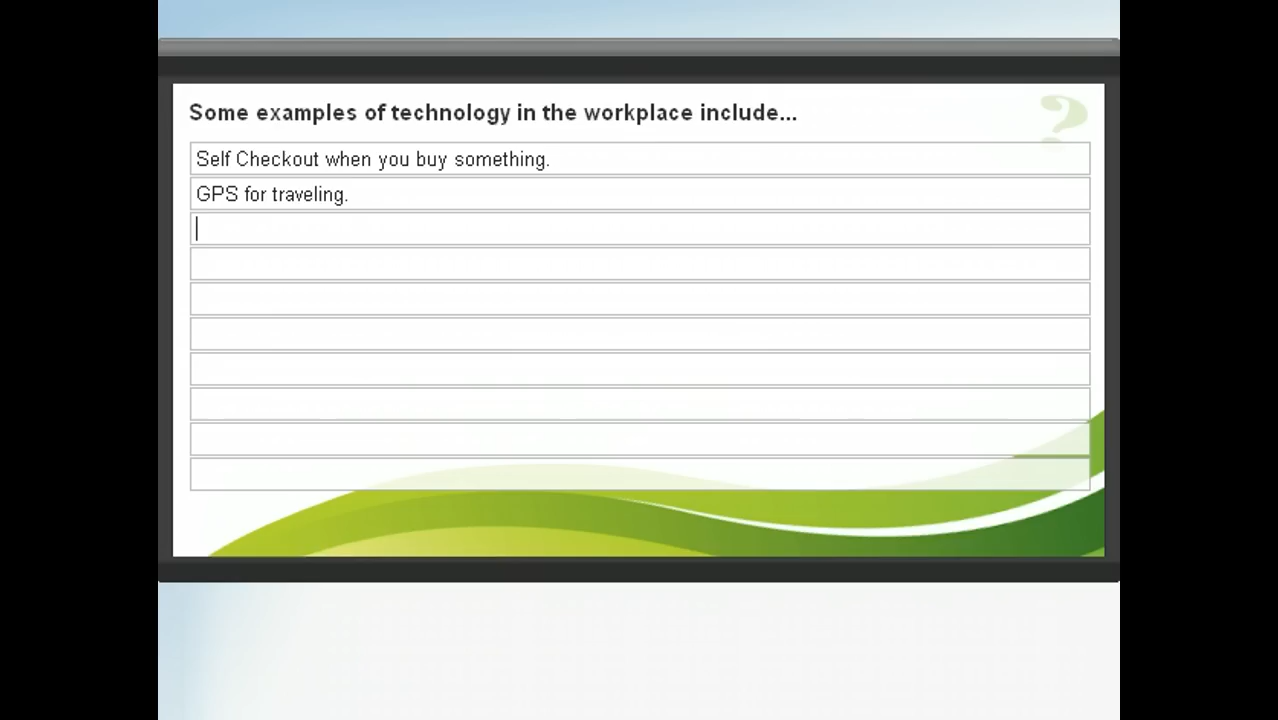 Some examples of technology in the workplace include...
Self Checkout when you buy something.
GPS for traveling.